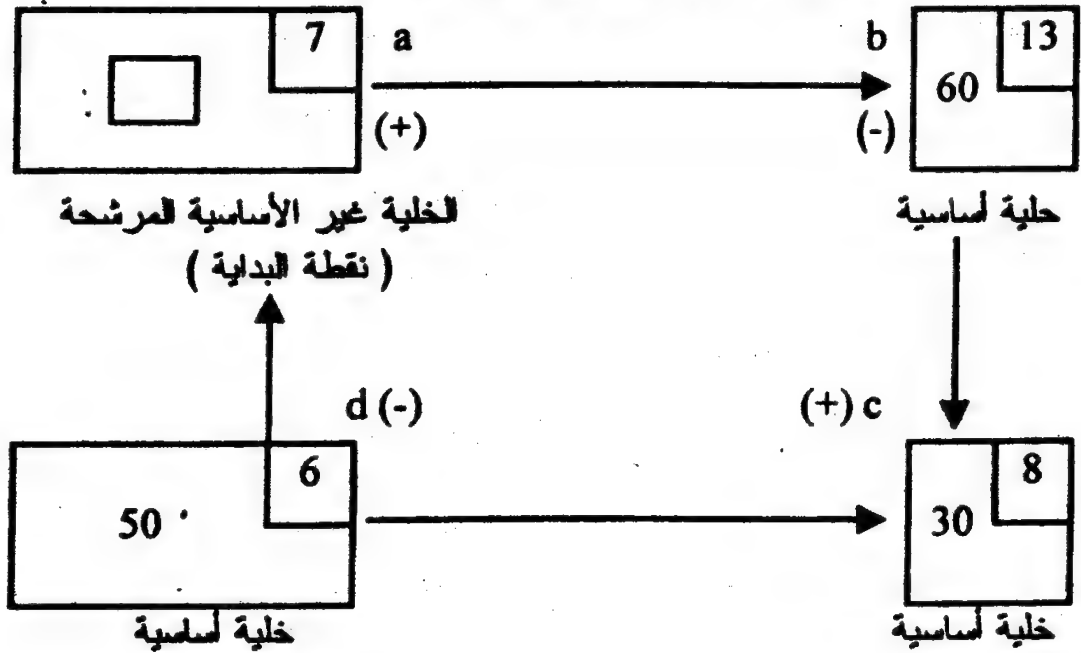 7 a b 13
60
(+) (-)
الخلية غير الأساسية المرشحة
( نقطة البداية )
حلية أساسية
d (-) (+) c
6 8
50 30
خلية أساسية خلية أساسية